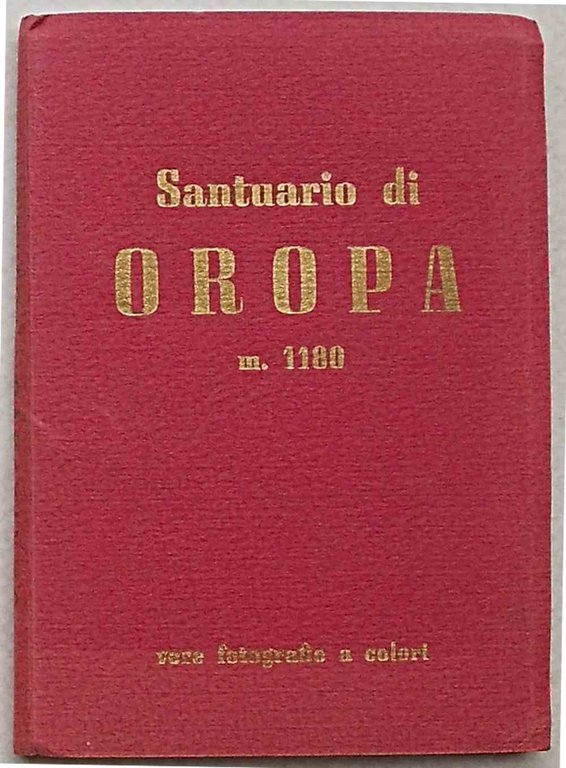 Santuario di
OROPA
m. 1180
vere fotografie a colori